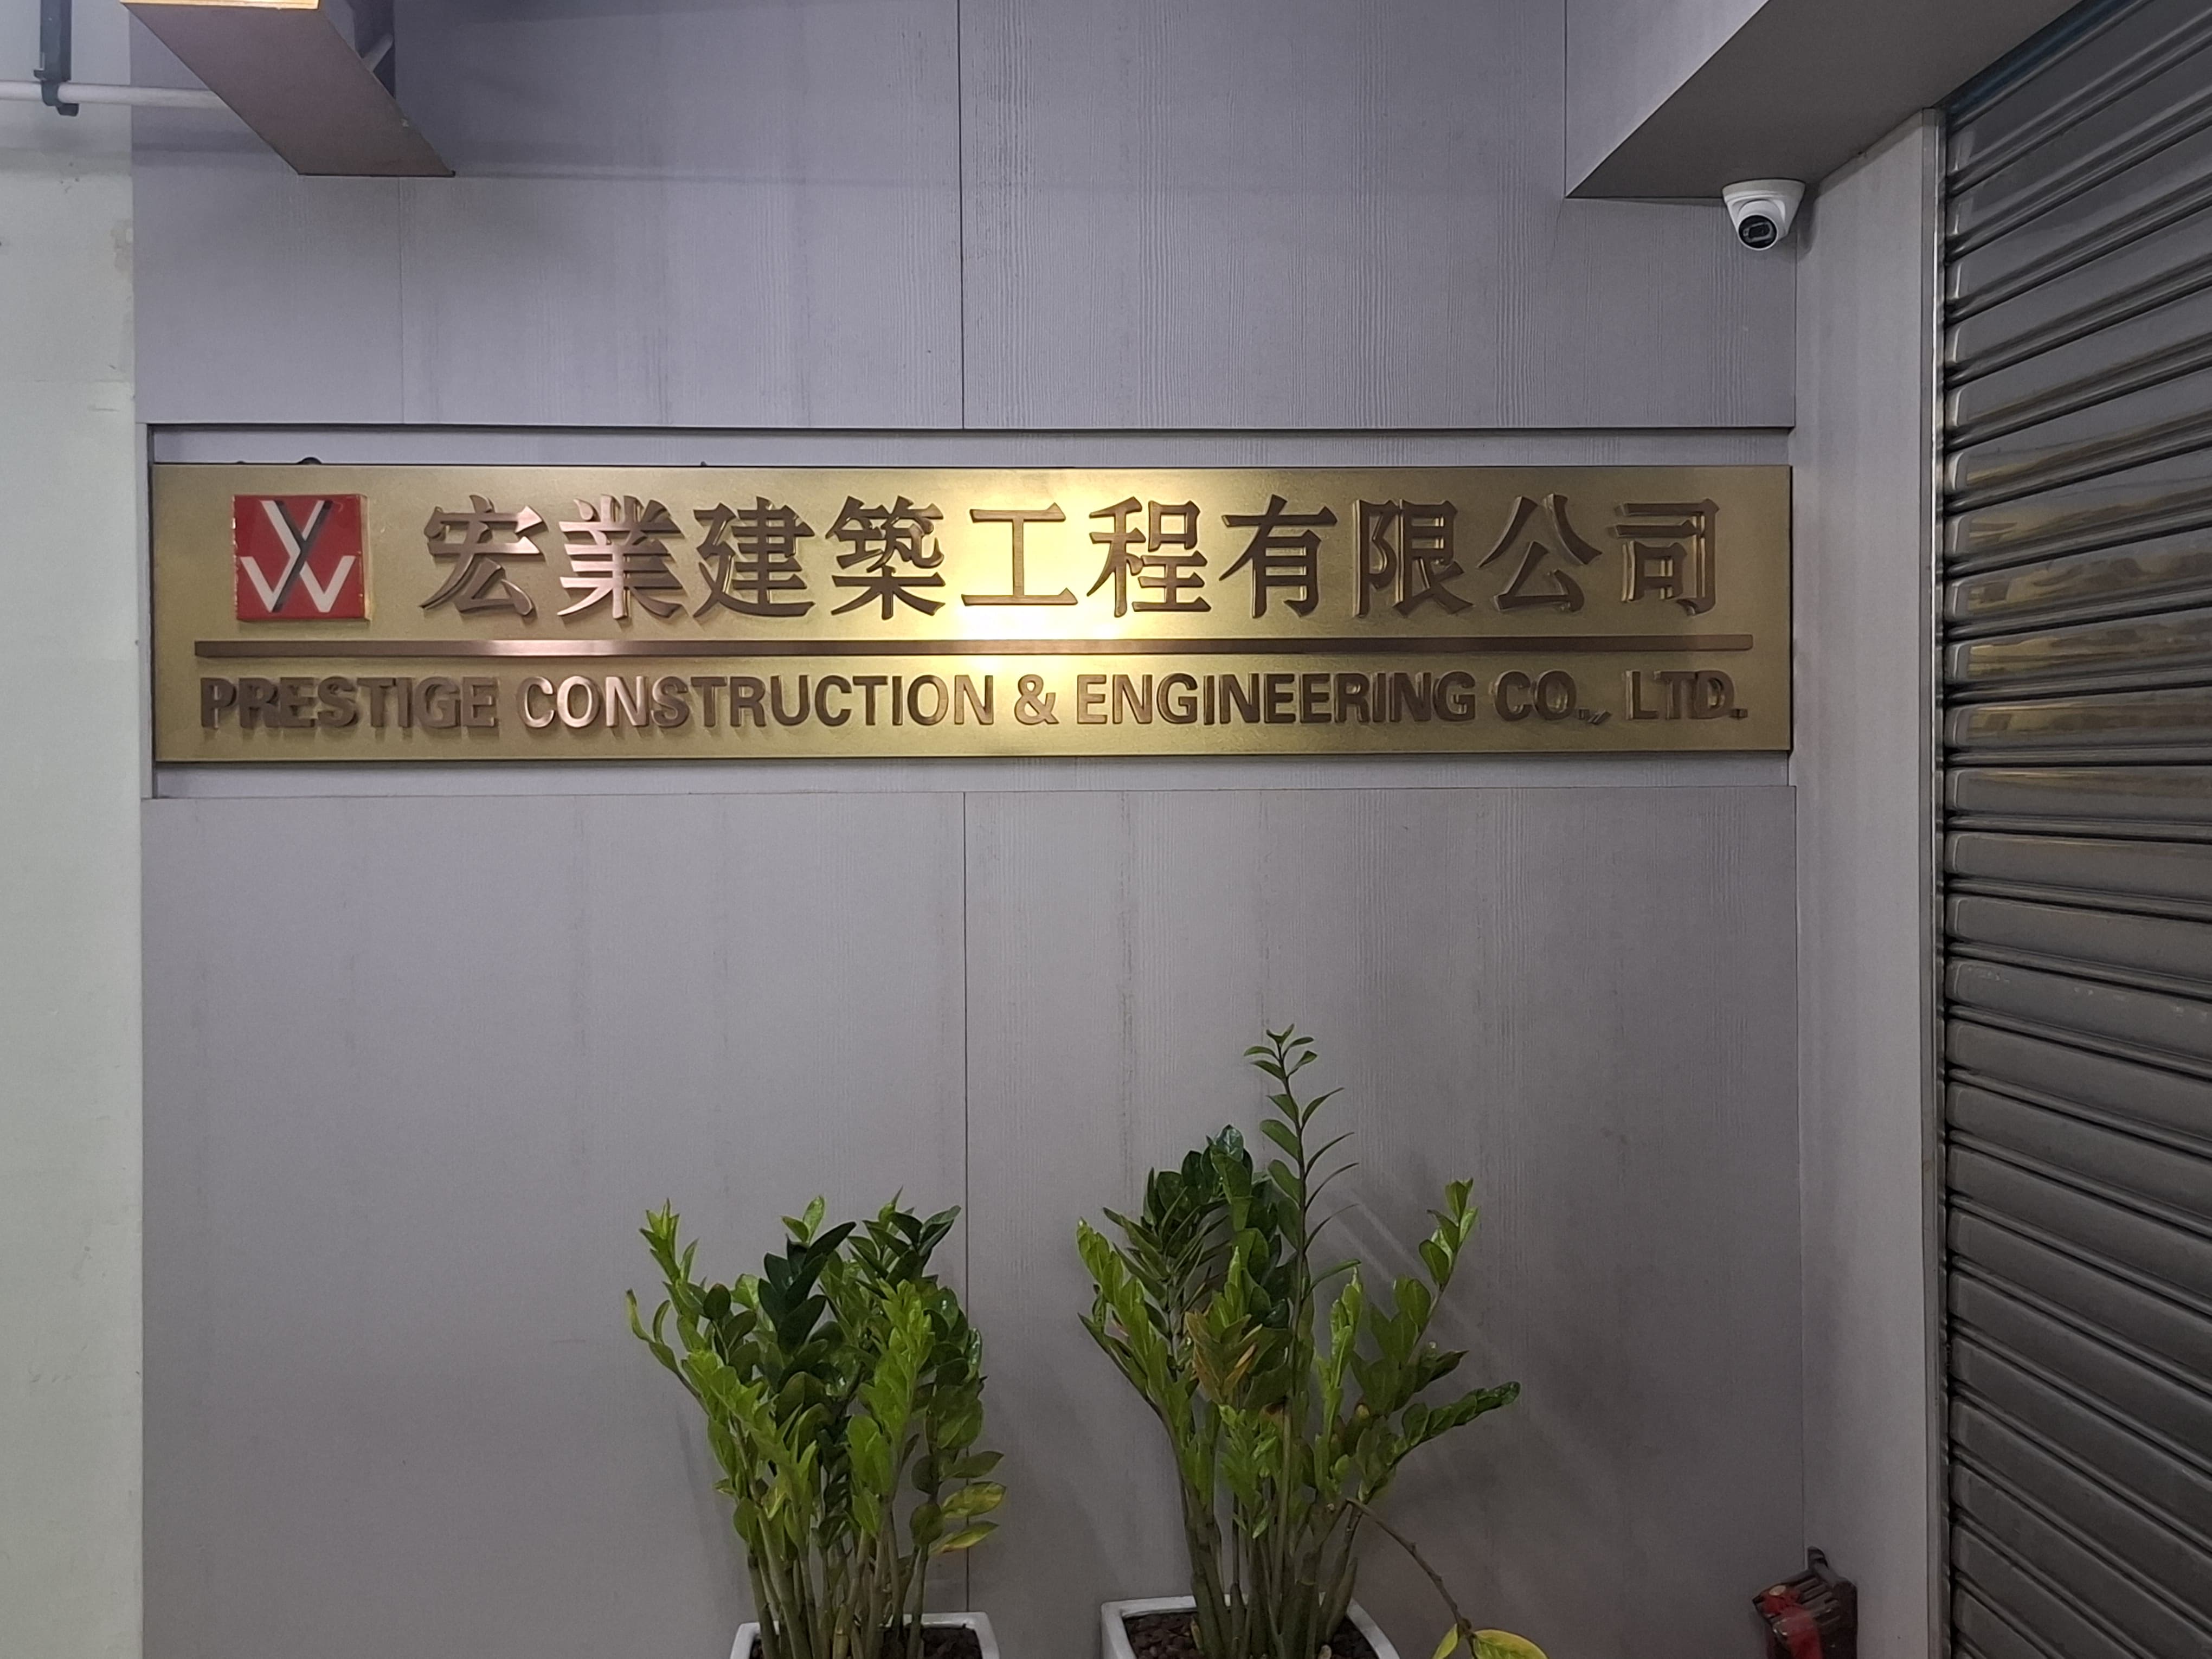 宏業建築工程有限公司
PRESTIGE CONSTRUCTION & ENGINEERING CO., LTD.